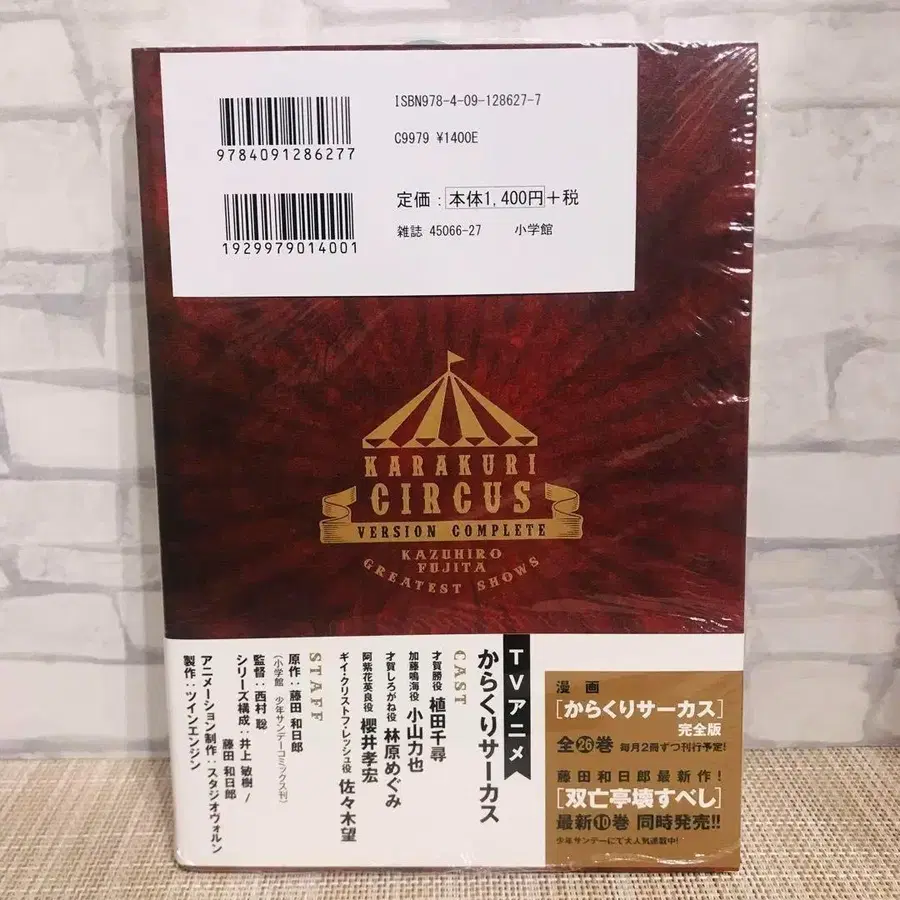 ISBN978-4-09-128627-7
C9979 ¥1400E
9784091286277
定価：本体1,400円＋税
雑誌 45066-27 小学館
1929979014001
KARAKURI
CIRCUS
VERSION COMPLETE
KAZUHIRO
FUJITA
GREATEST SHOWS
TVアニメ
からくりサーカス
CAST
才賀勝役 植田千尋
加藤鳴海役 小山力也
才賀しろがね役 林原めぐみ
阿紫花英良役 櫻井孝宏
ギイ・クリストフ・レッシュ役 佐々木望
STAFF
原作：藤田 和日郎
（小学館 少年サンデーコミックス刊）
監督：西村 聡
シリーズ構成：井上 敏樹/
藤田 和日郎
アニメーション制作：スタジオヴォルン
製作：ツインエンジン
漫画
[からくりサーカス]
完全版
全26巻 毎月2冊ずつ刊行予定!
藤田和日郎最新作！
[双亡亭壊すべし]
最新10巻 同時発売!!
少年サンデーにて大人気連載中！